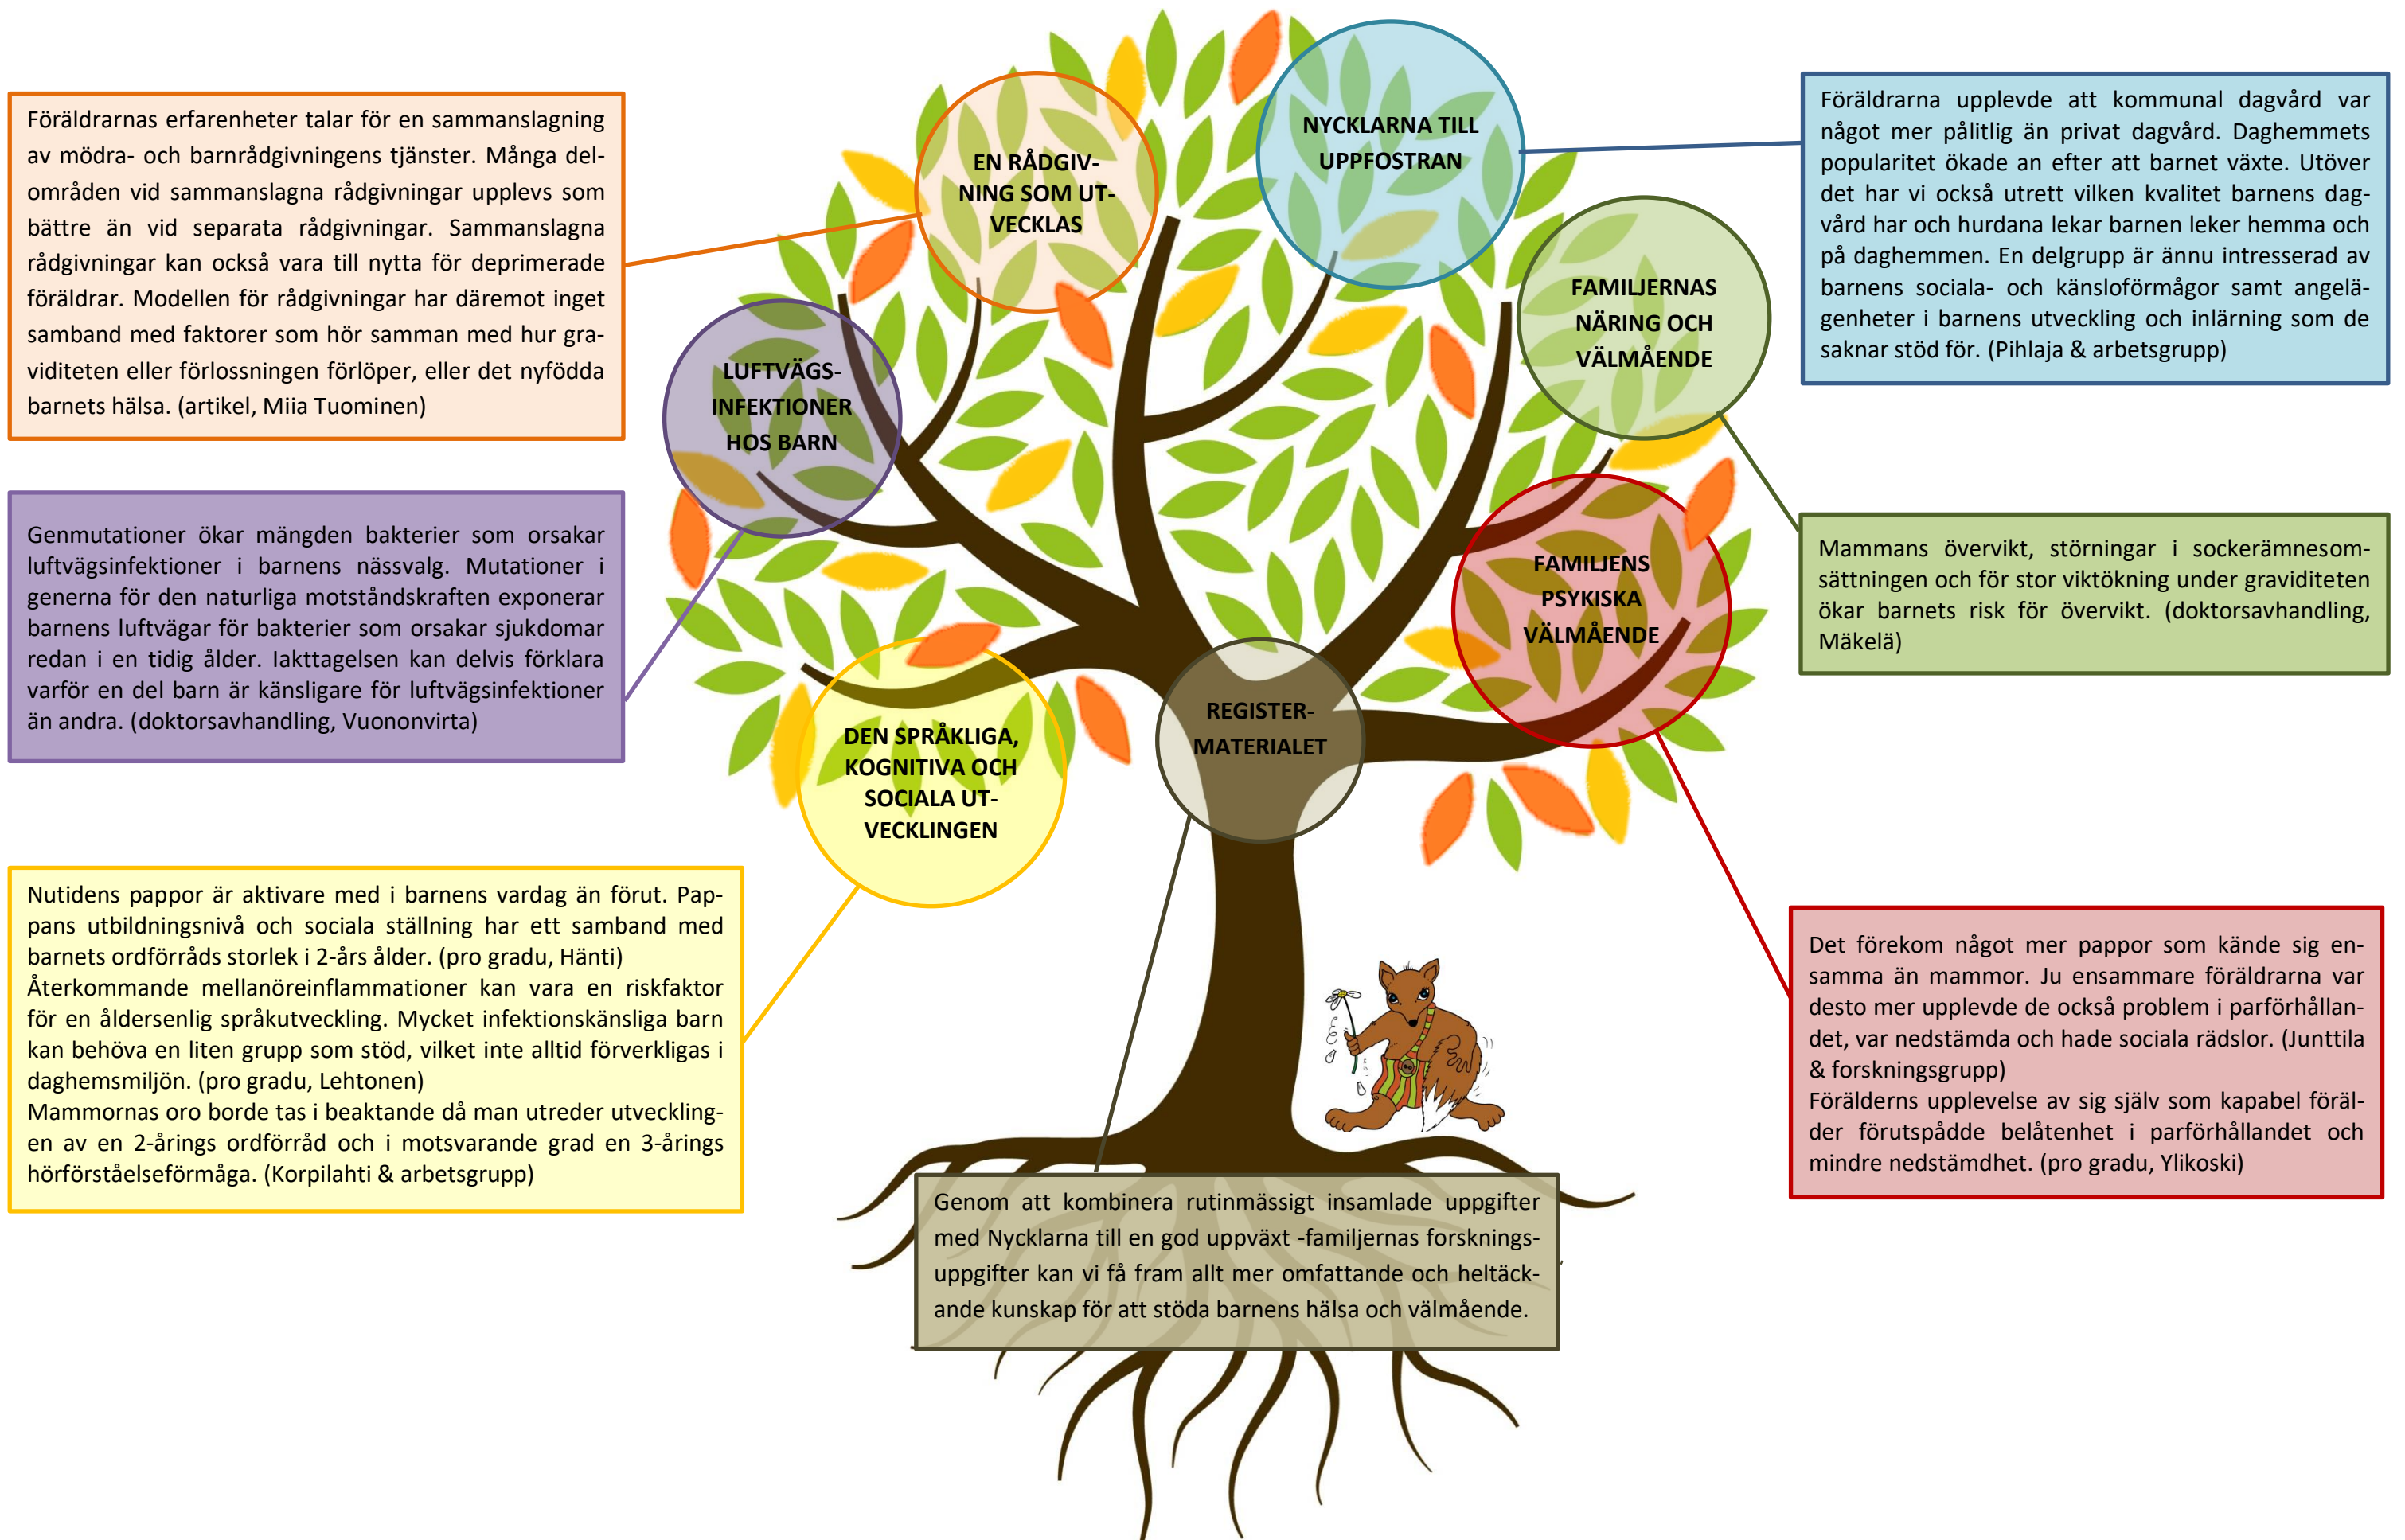 Föräldrarnas erfarenheter talar för en sammanslagning
av mödra- och barnrådgivningens tjänster. Många del-
områden vid sammanslagna rådgivningar upplevs som
bättre än vid separata rådgivningar. Sammanslagna
rådgivningar kan också vara till nytta för deprimerade
föräldrar. Modellen för rådgivningar har däremot inget
samband med faktorer som hör samman med hur gra-
viditeten eller förlossningen förlöper, eller det nyfödda
barnets hälsa. (artikel, Miia Tuominen)
EN RÅDGIV-
NING SOM UT-
VECKLAS
NYCKLARNA TILL
UPPFOSTRAN
Föräldrarna upplevde att kommunal dagvård var
något mer pålitlig än privat dagvård. Daghemmets
popularitet ökade an efter att barnet växte. Utöver
det har vi också utrett vilken kvalitet barnens dag-
vård har och hurdana lekar barnen leker hemma och
på daghemmen. En delgrupp är ännu intresserad av
barnens sociala- och känsloförmågor samt angelä-
genheter i barnens utveckling och inlärning som de
saknar stöd för. (Pihlaja & arbetsgrupp)
FAMILJERNAS
NÄRING OCH
VÄLMÅENDE
LUFTVÄGS-
INFEKTIONER
HOS BARN
Genmutationer ökar mängden bakterier som orsakar
luftvägsinfektioner i barnens nässvalg. Mutationer i
generna för den naturliga motståndskraften exponerar
barnens luftvägar för bakterier som orsakar sjukdomar
redan i en tidig ålder. Iakttagelsen kan delvis förklara
varför en del barn är känsligare för luftvägsinfektioner
än andra. (doktorsavhandling, Vuononvirta)
Mammans övervikt, störningar i sockerämnesom-
sättningen och för stor viktökning under graviditeten
ökar barnets risk för övervikt. (doktorsavhandling,
Mäkelä)
FAMILJENS
PSYKISKA
VÄLMÅENDE
REGISTER-
MATERIALET
DEN SPRÅKLIGA,
KOGNITIVA OCH
SOCIALA UT-
VECKLINGEN
Nutidens pappor är aktivare med i barnens vardag än förut. Pap-
pans utbildningsnivå och sociala ställning har ett samband med
barnets ordförråds storlek i 2-års ålder. (pro gradu, Hänti)
Återkommande mellanöreinflammationer kan vara en riskfaktor
för en åldersenlig språkutveckling. Mycket infektionskänsliga barn
kan behöva en liten grupp som stöd, vilket inte alltid förverkligas i
daghemsmiljön. (pro gradu, Lehtonen)
Mammornas oro borde tas i beaktande då man utreder utveckling-
en av en 2-årings ordförråd och i motsvarande grad en 3-årings
hörförståelseförmåga. (Korpilahti & arbetsgrupp)
Det förekom något mer pappor som kände sig en-
samma än mammor. Ju ensammare föräldrarna var
desto mer upplevde de också problem i parförhållan-
det, var nedstämda och hade sociala rädslor. (Junttila
& forskningsgrupp)
Förälderns upplevelse av sig själv som kapabel föräl-
der förutspådde belåtenhet i parförhållandet och
mindre nedstämdhet. (pro gradu, Ylikoski)
Genom att kombinera rutinmässigt insamlade uppgifter
med Nycklarna till en god uppväxt -familjernas forsknings-
uppgifter kan vi få fram allt mer omfattande och heltäck-
ande kunskap för att stöda barnens hälsa och välmående.